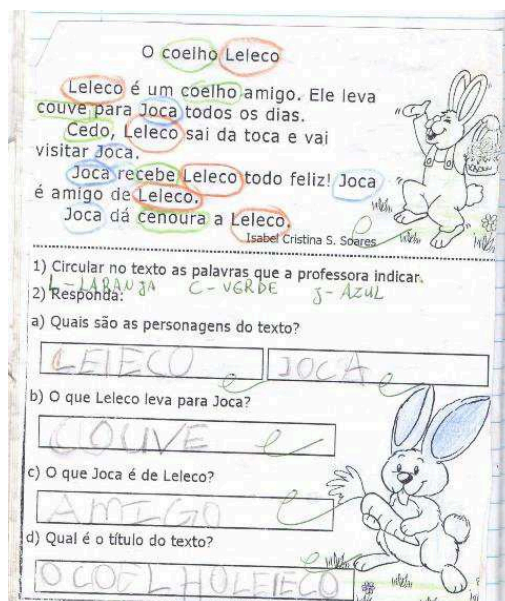 O coelho Leleco
Leleco é um coelho amigo. Ele leva
couve para Joca todos os dias.
Cedo, Leleco sai da toca e vai
visitar Joca.
Joca recebe Leleco todo feliz! Joca
é amigo de Leleco.
Joca dá cenoura a Leleco.
Isabel Cristina S. Soares
1) Circular no texto as palavras que a professora indicar.
L - LARANJA C - VERDE J - AZUL
2) Responda:
a) Quais são as personagens do texto?
LELECO JOCA
b) O que Leleco leva para Joca?
COUVE
c) O que Joca é de Leleco?
AMIGO
d) Qual é o título do texto?
O COELHO LELECO